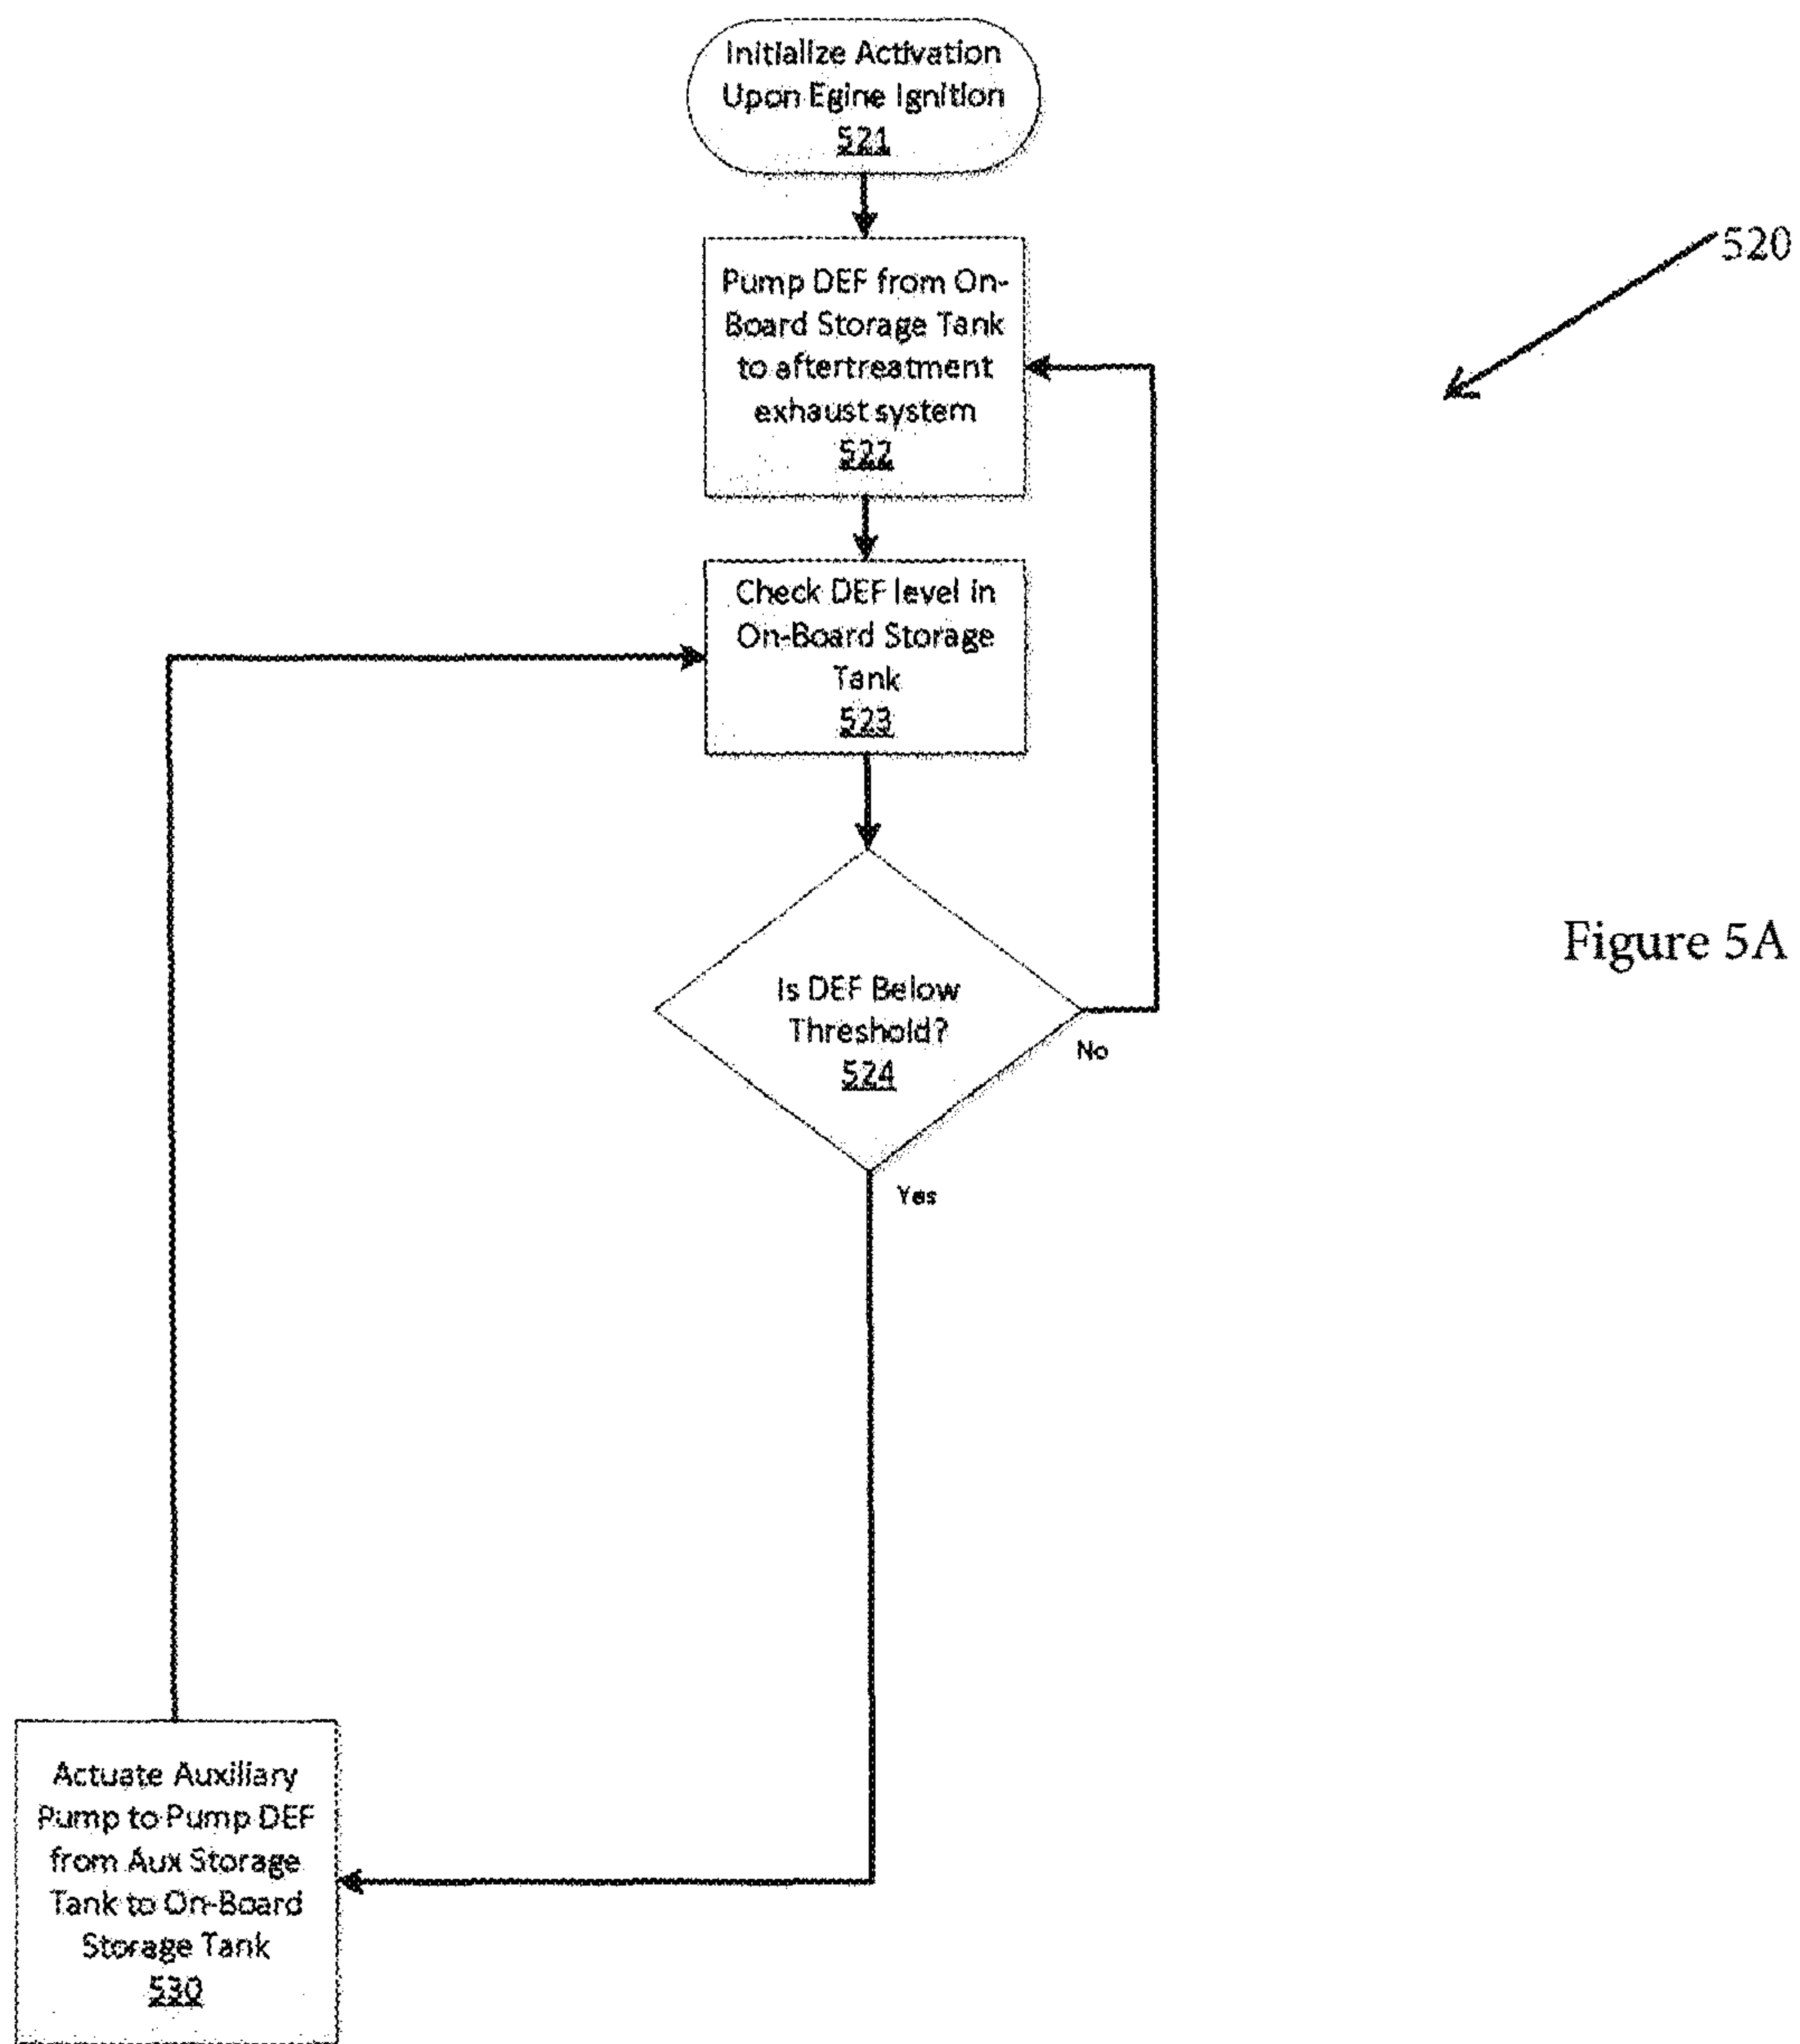 Initialize Activation
Upon Egine Ignition
521
520
Pump DEF from On-
Board Storage Tank
to aftertreatment
exhaust system
522
Check DEF level in
On-Board Storage
Tank
523
Figure 5A
Is DEF Below
Threshold?
524
No
Yes
Actuate Auxiliary
Pump to Pump DEF
from Aux Storage
Tank to On-Board
Storage Tank
530